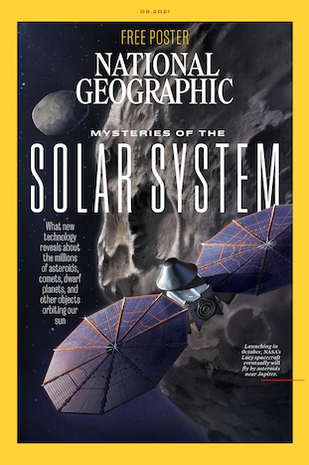 09.2021
FREE POSTER
NATIONAL
GEOGRAPHIC
MYSTERIES OF THE
SOLAR SYSTEM
What new
technology
reveals about
the millions
of asteroids,
comets, dwarf
planets, and
other objects
orbiting our
sun
Launching in
October, NASA's
Lucy spacecraft
eventually will
fly by asteroids
near Jupiter.